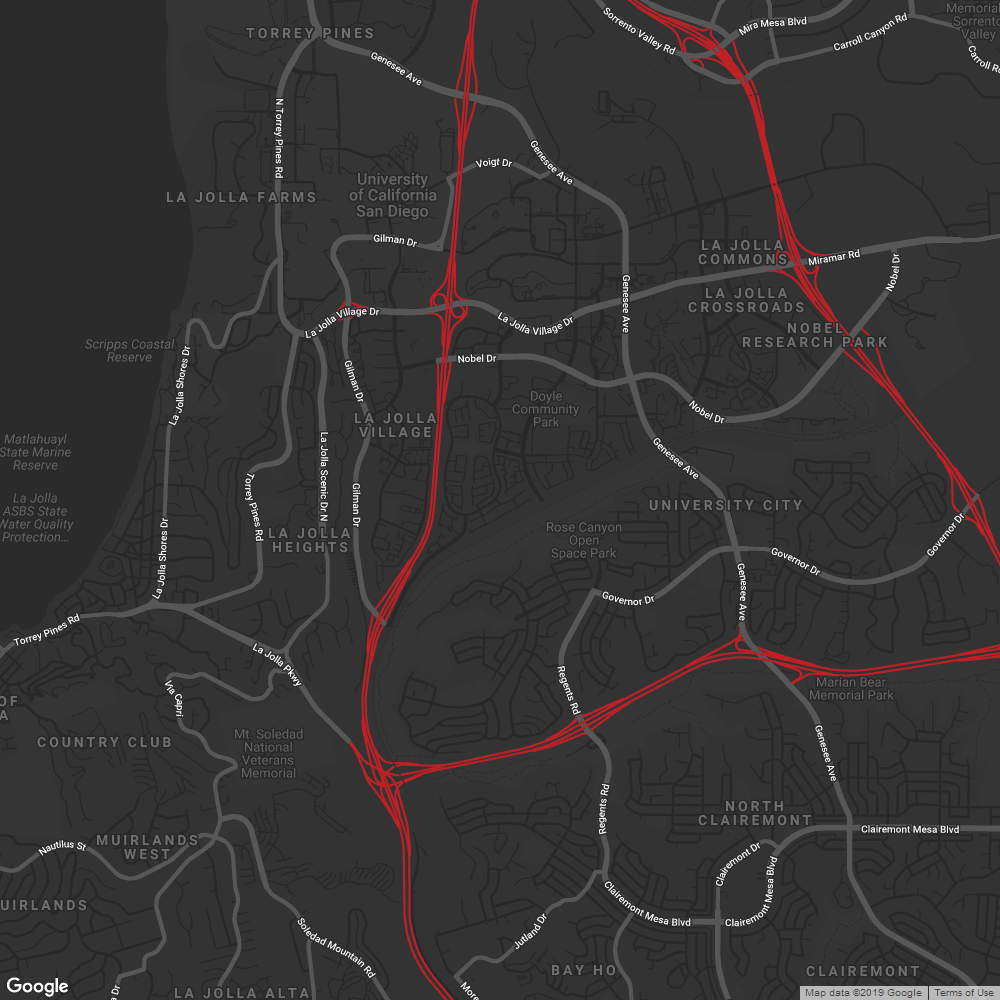 Memorial
Sorrento
Valley
Mira Mesa Blvd
Sorrento Valley Rd
Carroll Canyon Rd
TORREY PINES
Genesee Ave
N Torrey Pines Rd
Voigt Dr
Genesee Ave
University
of California
San Diego
LA JOLLA FARMS
Gilman Dr
LA JOLLA
COMMONS
Miramar Rd
Nobel Dr
LA JOLLA
CROSSROADS
Genesee Ave
La Jolla Village Dr
La Jolla Village Dr
NOBEL
RESEARCH PARK
Scripps Coastal
Reserve
La Jolla Shores Dr
Nobel Dr
Gilman Dr
Doyle
Community
Park
Nobel Dr
LA JOLLA
VILLAGE
Matlahuayl
State Marine
Reserve
La Jolla Scenic Dr N
Genesee Ave
Torrey Pines Rd
Gilman Dr
La Jolla
ASBS State
Water Quality
Protection...
UNIVERSITY CITY
La Jolla Shores Dr
LA JOLLA
HEIGHTS
Rose Canyon
Open
Space Park
Governor Dr
Governor Dr
Genesee Ave
Governor Dr
Torrey Pines Rd
La Jolla Pkwy
Via Capri
Regents Rd
Marian Bear
Memorial Park
OF
A
COUNTRY CLUB
Mt. Soledad
National
Veterans
Memorial
Genesee Ave
Regents Rd
NORTH
CLAIREMONT
Clairemont Mesa Blvd
MUIRLANDS
WEST
Nautilus St
Clairemont Dr
Clairemont Mesa Blvd
Clairemont Mesa Blvd
UIRLANDS
Soledad Mountain Rd
Jutland Dr
BAY HO
CLAIREMONT
LA JOLLA ALTA
a Dr
More
Google
Map data ©2019 Google
Terms of Use